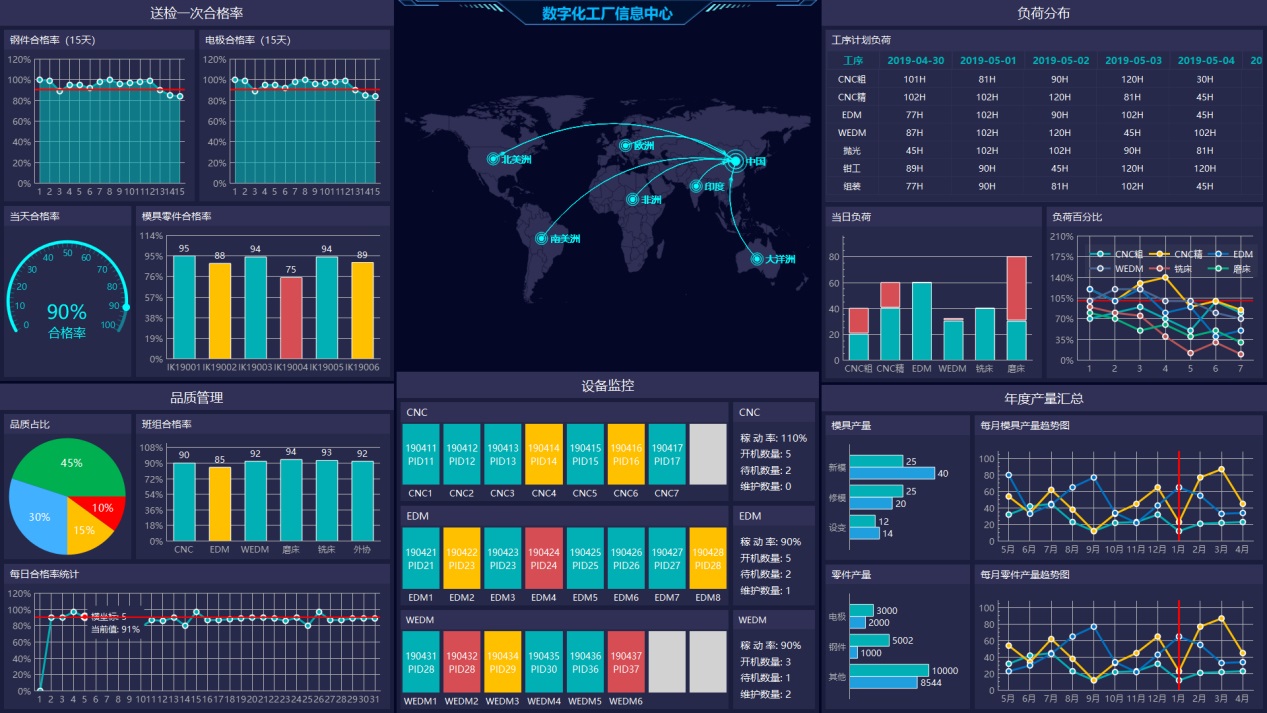 送检一次合格率
钢件合格率（15天）
120%
100%
80%
60%
40%
20%
0%
1 2 3 4 5 6 7 8 9 10 11 12 13 14 15
电极合格率（15天）
120%
100%
80%
60%
40%
20%
0%
1 2 3 4 5 6 7 8 9 10 11 12 13 14 15
当天合格率
0 10 20 30 40 50 60 70 80 90 100
90%
合格率
模具零件合格率
114%
95%
76%
57%
38%
19%
0%
95 88 94 75 94 89
IK19001 IK19002 IK19003 IK19004 IK19005 IK19006
品质管理
品质占比
45%
30%
15%
10%
班组合格率
108%
90%
72%
54%
36%
18%
0%
90 85 92 94 93 92
CNC EDM WEDM 磨床 铣床 外协
每日合格率统计
120%
100%
80%
60%
40%
20%
0%
横坐标: 5
当前值: 91%
1 2 3 4 5 6 7 8 9 10 11 12 13 14 15 16 17 18 19 20 21 22 23 24 25 26 27 28 29 30 31
数字化工厂信息中心
北美洲
欧洲
中国
印度
非洲
南美洲
大洋洲
设备监控
CNC
190411 190412 190413 190414 190415 190416 190417
PID11 PID12 PID13 PID14 PID15 PID16 PID17
CNC1 CNC2 CNC3 CNC4 CNC5 CNC6 CNC7
CNC
稼 动 率: 110%
开机数量: 5
待机数量: 2
维护数量: 0
EDM
190421 190422 190423 190424 190425 190426 190427 190428
PID21 PID23 PID23 PID24 PID25 PID26 PID27 PID28
EDM1 EDM2 EDM3 EDM4 EDM5 EDM6 EDM7 EDM8
EDM
稼 动 率: 90%
开机数量: 5
待机数量: 2
维护数量: 1
WEDM
190431 190432 190434 190435 190436 190437
PID28 PID28 PID29 PID30 PID36 PID37
WEDM1 WEDM2 WEDM3 WEDM4 WEDM5 WEDM6
WEDM
稼 动 率: 90%
开机数量: 3
待机数量: 1
维护数量: 2
负荷分布
工序计划负荷
工序 2019-04-30 2019-05-01 2019-05-02 2019-05-03 2019-05-04 20
CNC粗 101H 81H 90H 120H 30H
CNC精 102H 102H 120H 81H 45H
EDM 77H 102H 90H 102H 45H
WEDM 87H 102H 120H 45H 102H
抛光 45H 102H 102H 90H 81H
钳工 89H 90H 45H 120H 120H
组装 77H 90H 81H 102H 45H
当日负荷
80
60
40
20
0
CNC粗 CNC精 EDM WEDM 铣床 磨床
负荷百分比
210%
175%
140%
105%
70%
35%
0%
CNC粗 CNC精 EDM
WEDM 铣床 磨床
1 2 3 4 5 6 7
年度产量汇总
模具产量
新模 25 40
修模 25 20
设变 12 14
每月模具产量趋势图
100
80
60
40
20
0
5月 6月 7月 8月 9月 10月 11月 12月 1月 2月 3月 4月
零件产量
电极 3000 2000
钢件 5002 1000
其他 10000 8544
每月零件产量趋势图
100
80
60
40
20
0
5月 6月 7月 8月 9月 10月 11月 12月 1月 2月 3月 4月